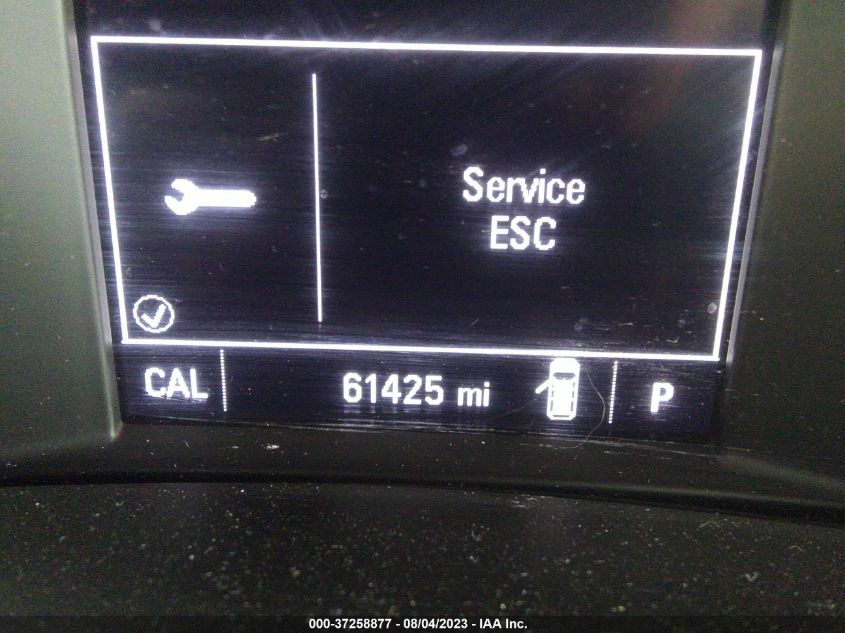 Service
ESC
CAL 61425 mi P
000-37258877 - 08/04/2023 - IAA Inc.